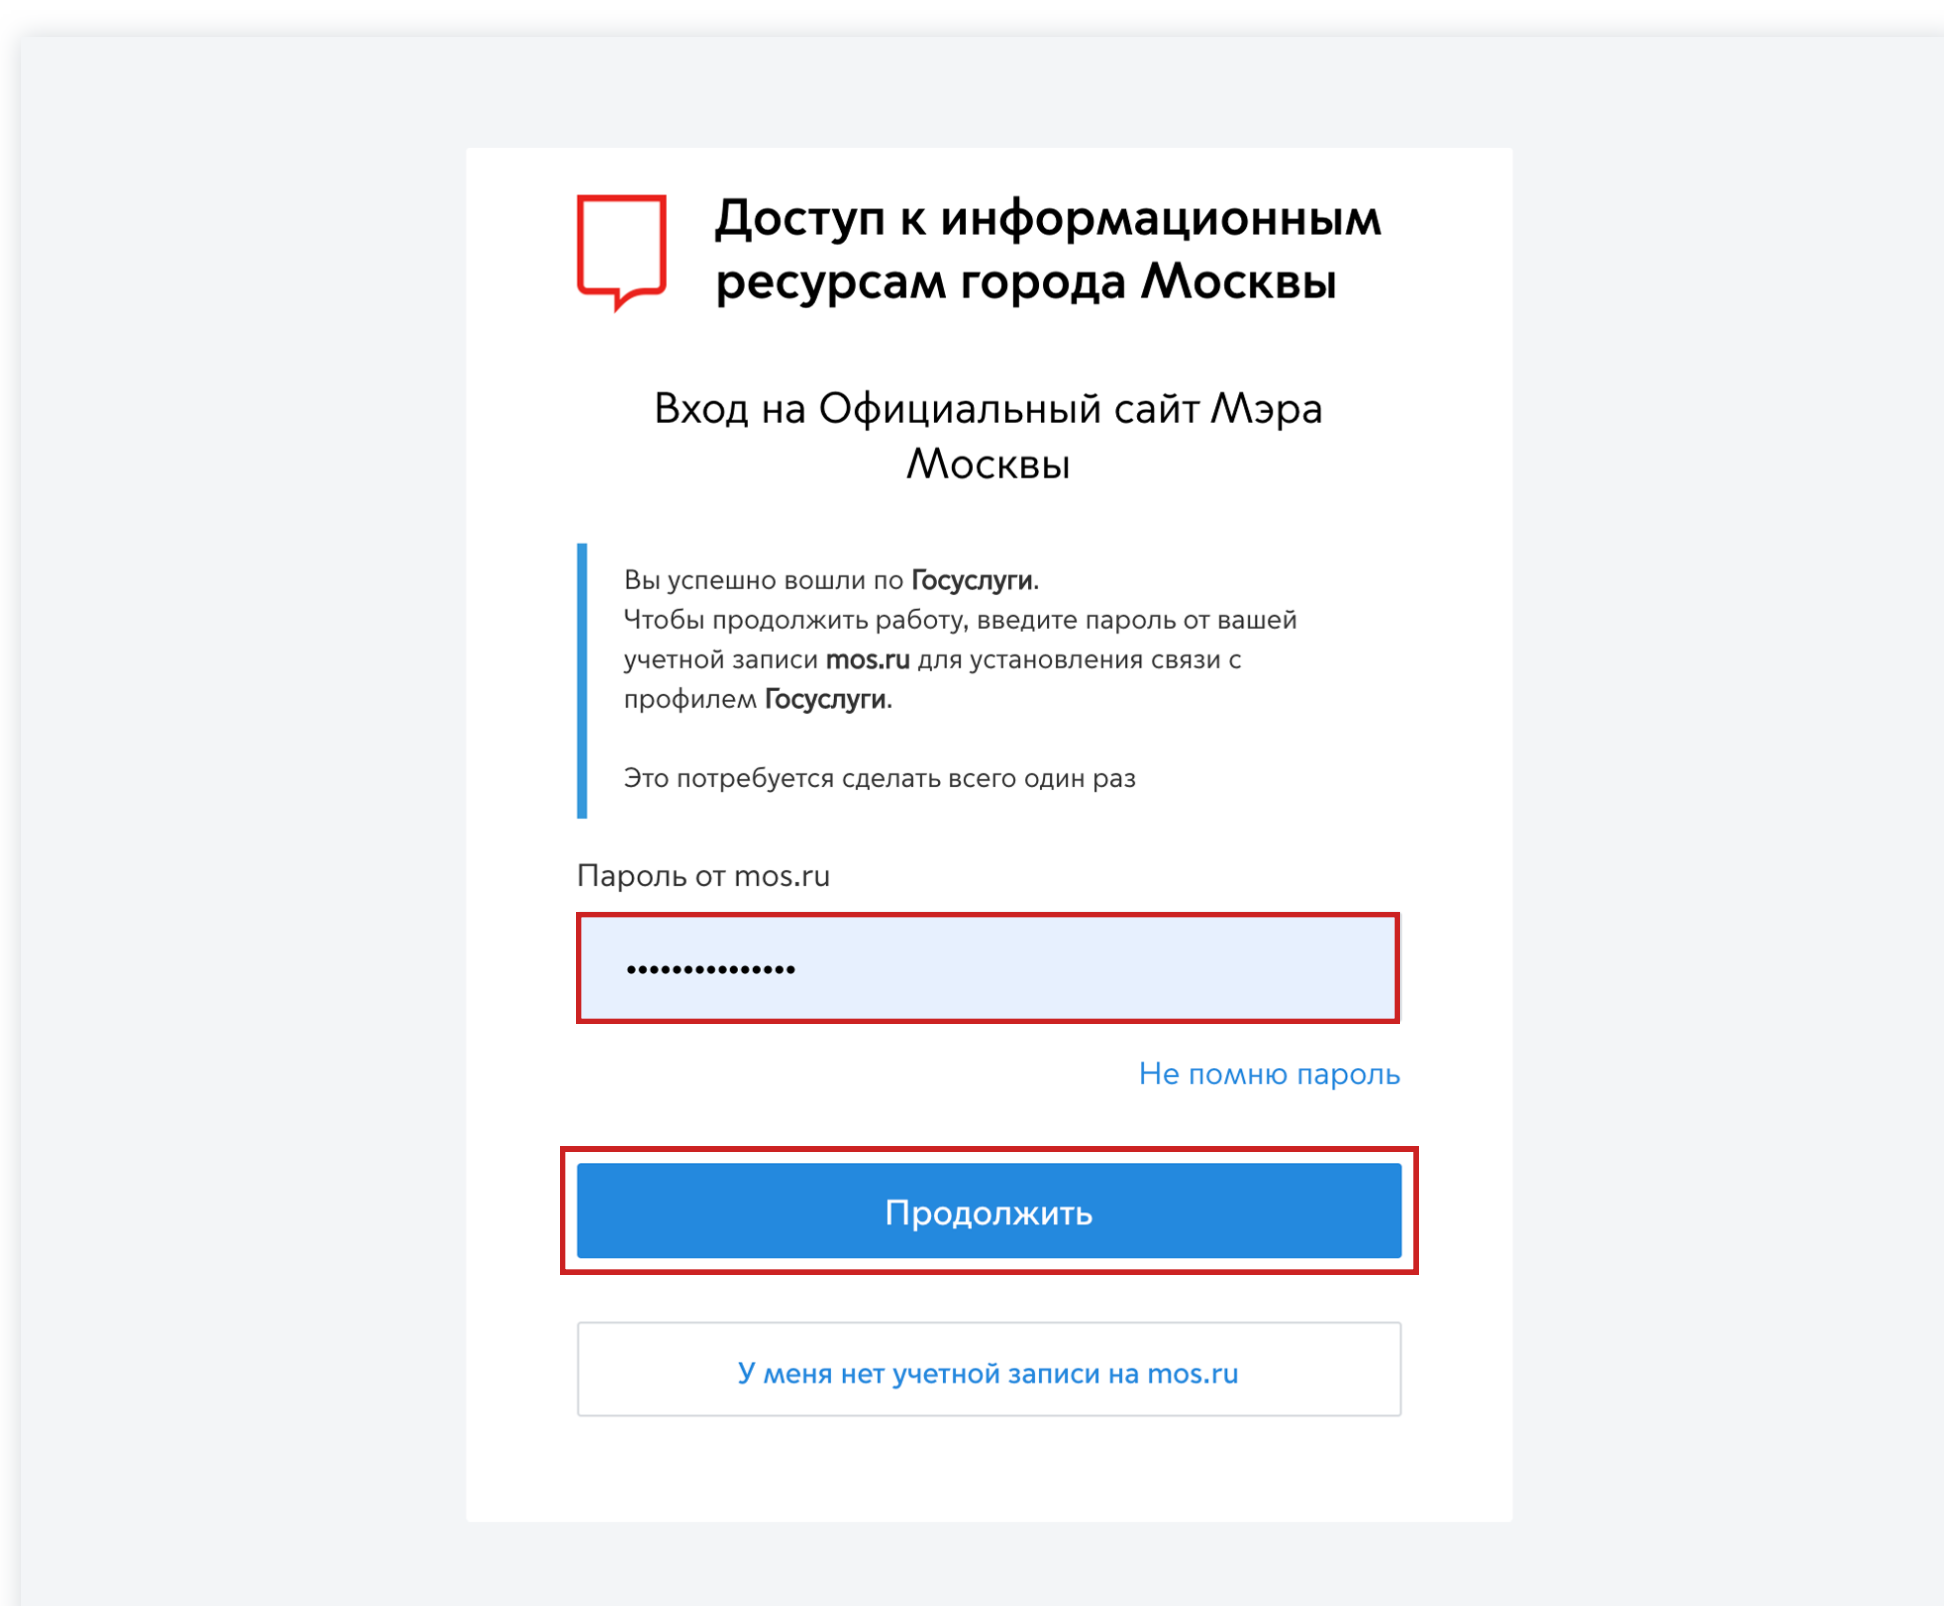 Доступ к информационным
ресурсам города Москвы
Вход на Официальный сайт Мэра
Москвы
Вы успешно вошли по Госуслуги.
Чтобы продолжить работу, введите пароль от вашей
учетной записи mos.ru для установления связи с
профилем Госуслуги.
Это потребуется сделать всего один раз
Пароль от mos.ru
•••••••••••••••
Не помню пароль
Продолжить
У меня нет учетной записи на mos.ru